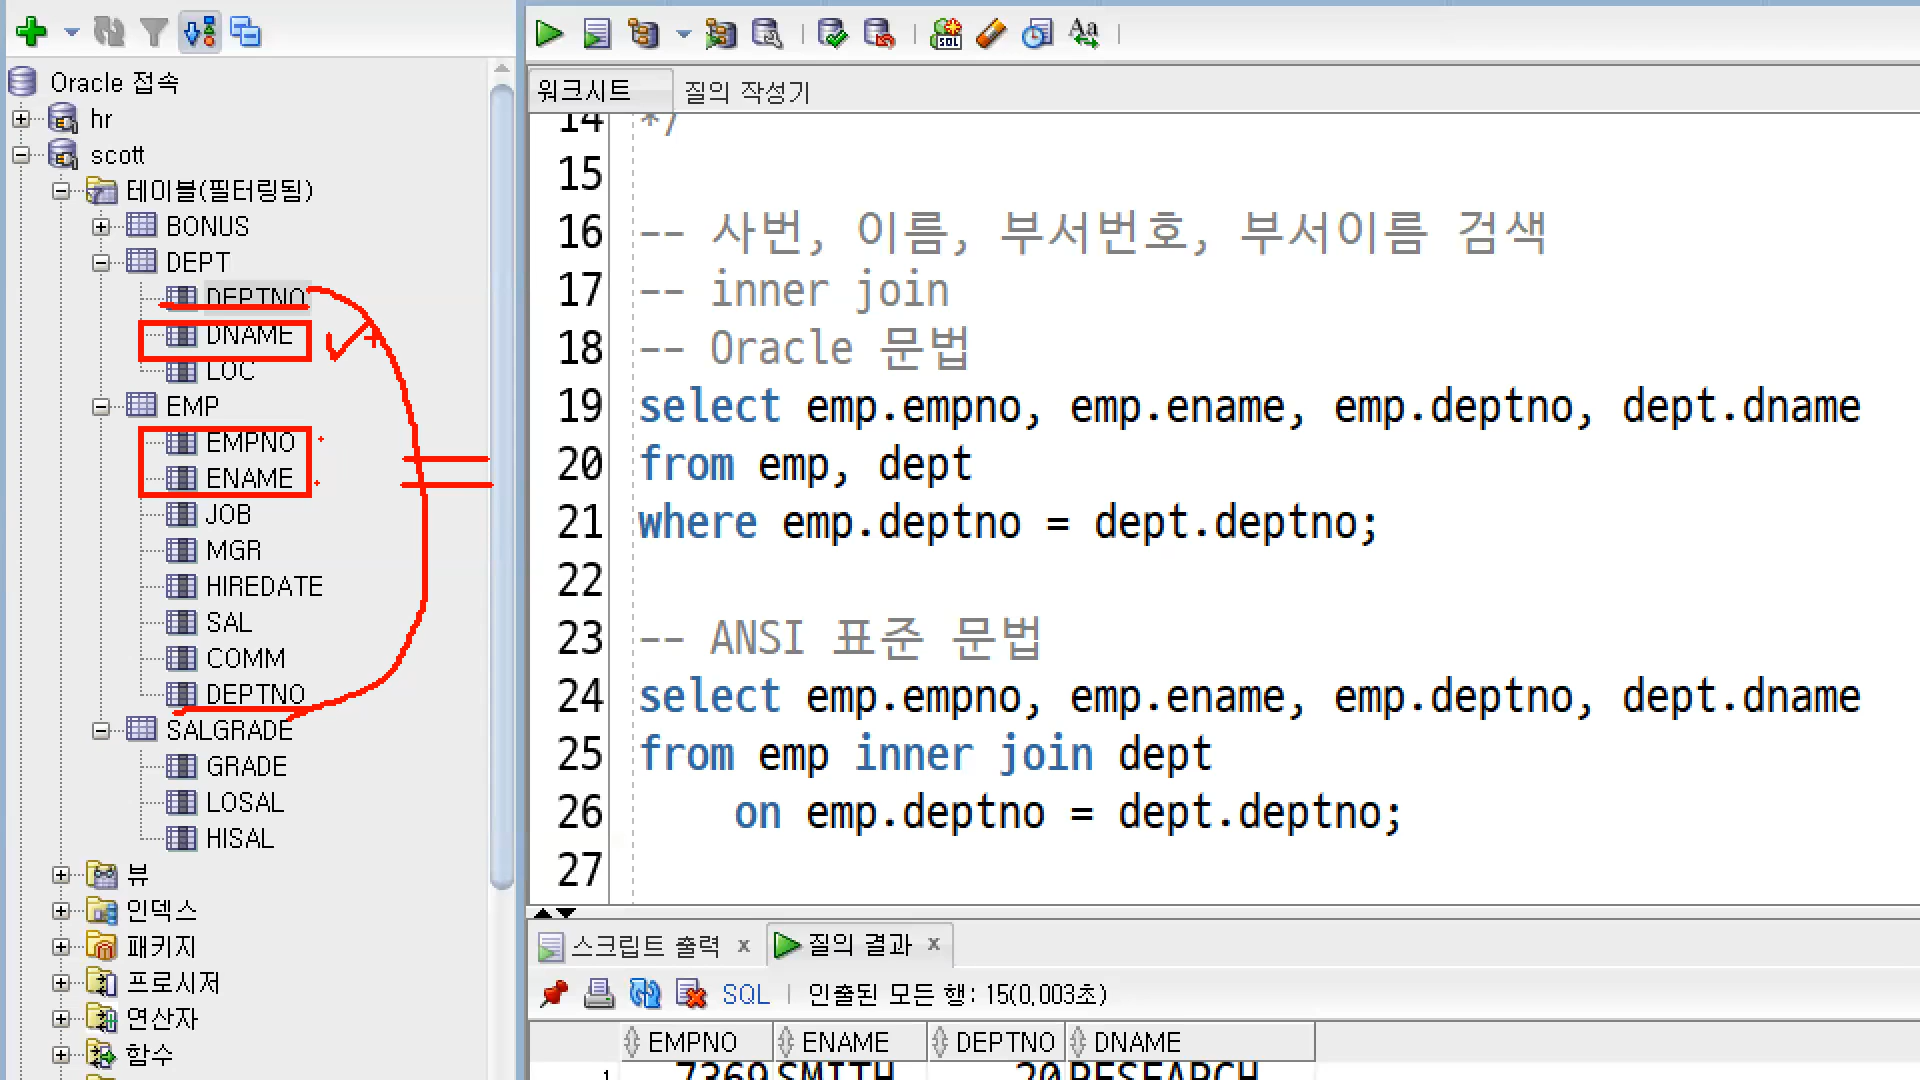 Oracle 접속
hr
scott
테이블(필터링됨)
BONUS
DEPT
DEPTNO
DNAME
LOC
EMP
EMPNO
ENAME
JOB
MGR
HIREDATE
SAL
COMM
DEPTNO
SALGRADE
GRADE
LOSAL
HISAL
뷰
인덱스
패키지
프로시저
연산자
함수
워크시트 질의 작성기
14 */
15
16 -- 사번, 이름, 부서번호, 부서이름 검색
17 -- inner join
18 -- Oracle 문법
19 select emp.empno, emp.ename, emp.deptno, dept.dname
20 from emp, dept
21 where emp.deptno = dept.deptno;
22
23 -- ANSI 표준 문법
24 select emp.empno, emp.ename, emp.deptno, dept.dname
25 from emp inner join dept
26 on emp.deptno = dept.deptno;
27
스크립트 출력 x 질의 결과 x
SQL | 인출된 모든 행: 15(0,003초)
EMPNO ENAME DEPTNO DNAME
1 7369 SMITH 20 RESEARCH